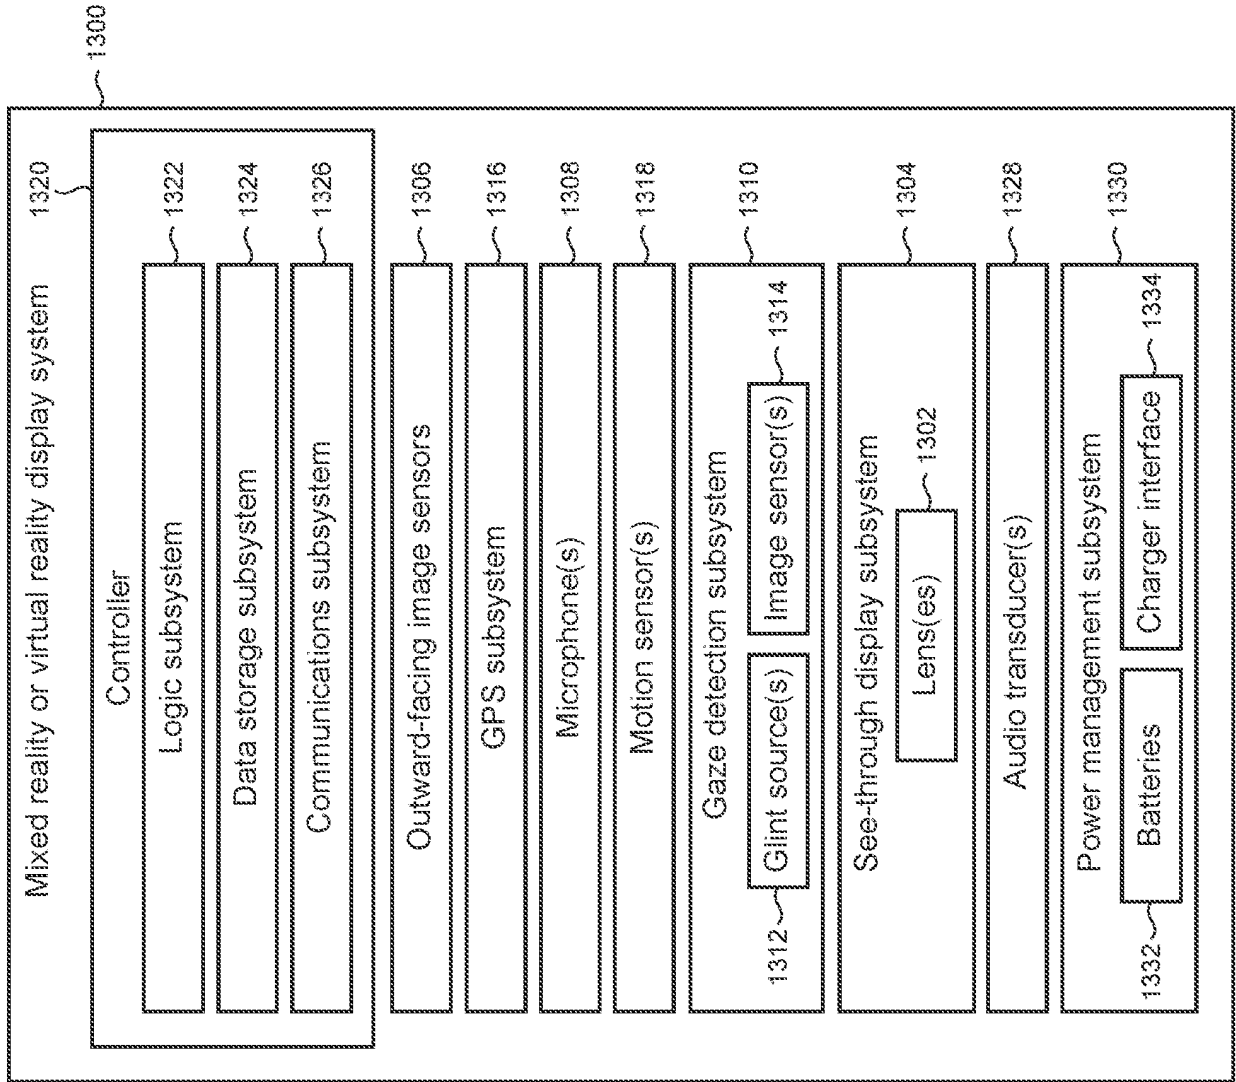 1300
Mixed reality or virtual reality display system
1320
Controller
Logic subsystem
1322
Data storage subsystem
1324
Communications subsystem
1326
Outward-facing image sensors
1306
GPS subsystem
1316
Microphone(s)
1308
Motion sensor(s)
1318
Gaze detection subsystem
1310
1312
Glint source(s)
Image sensor(s)
1314
See-through display subsystem
1304
Lens(es)
1302
Audio transducer(s)
1328
Power management subsystem
1330
1332
Batteries
Charger interface
1334